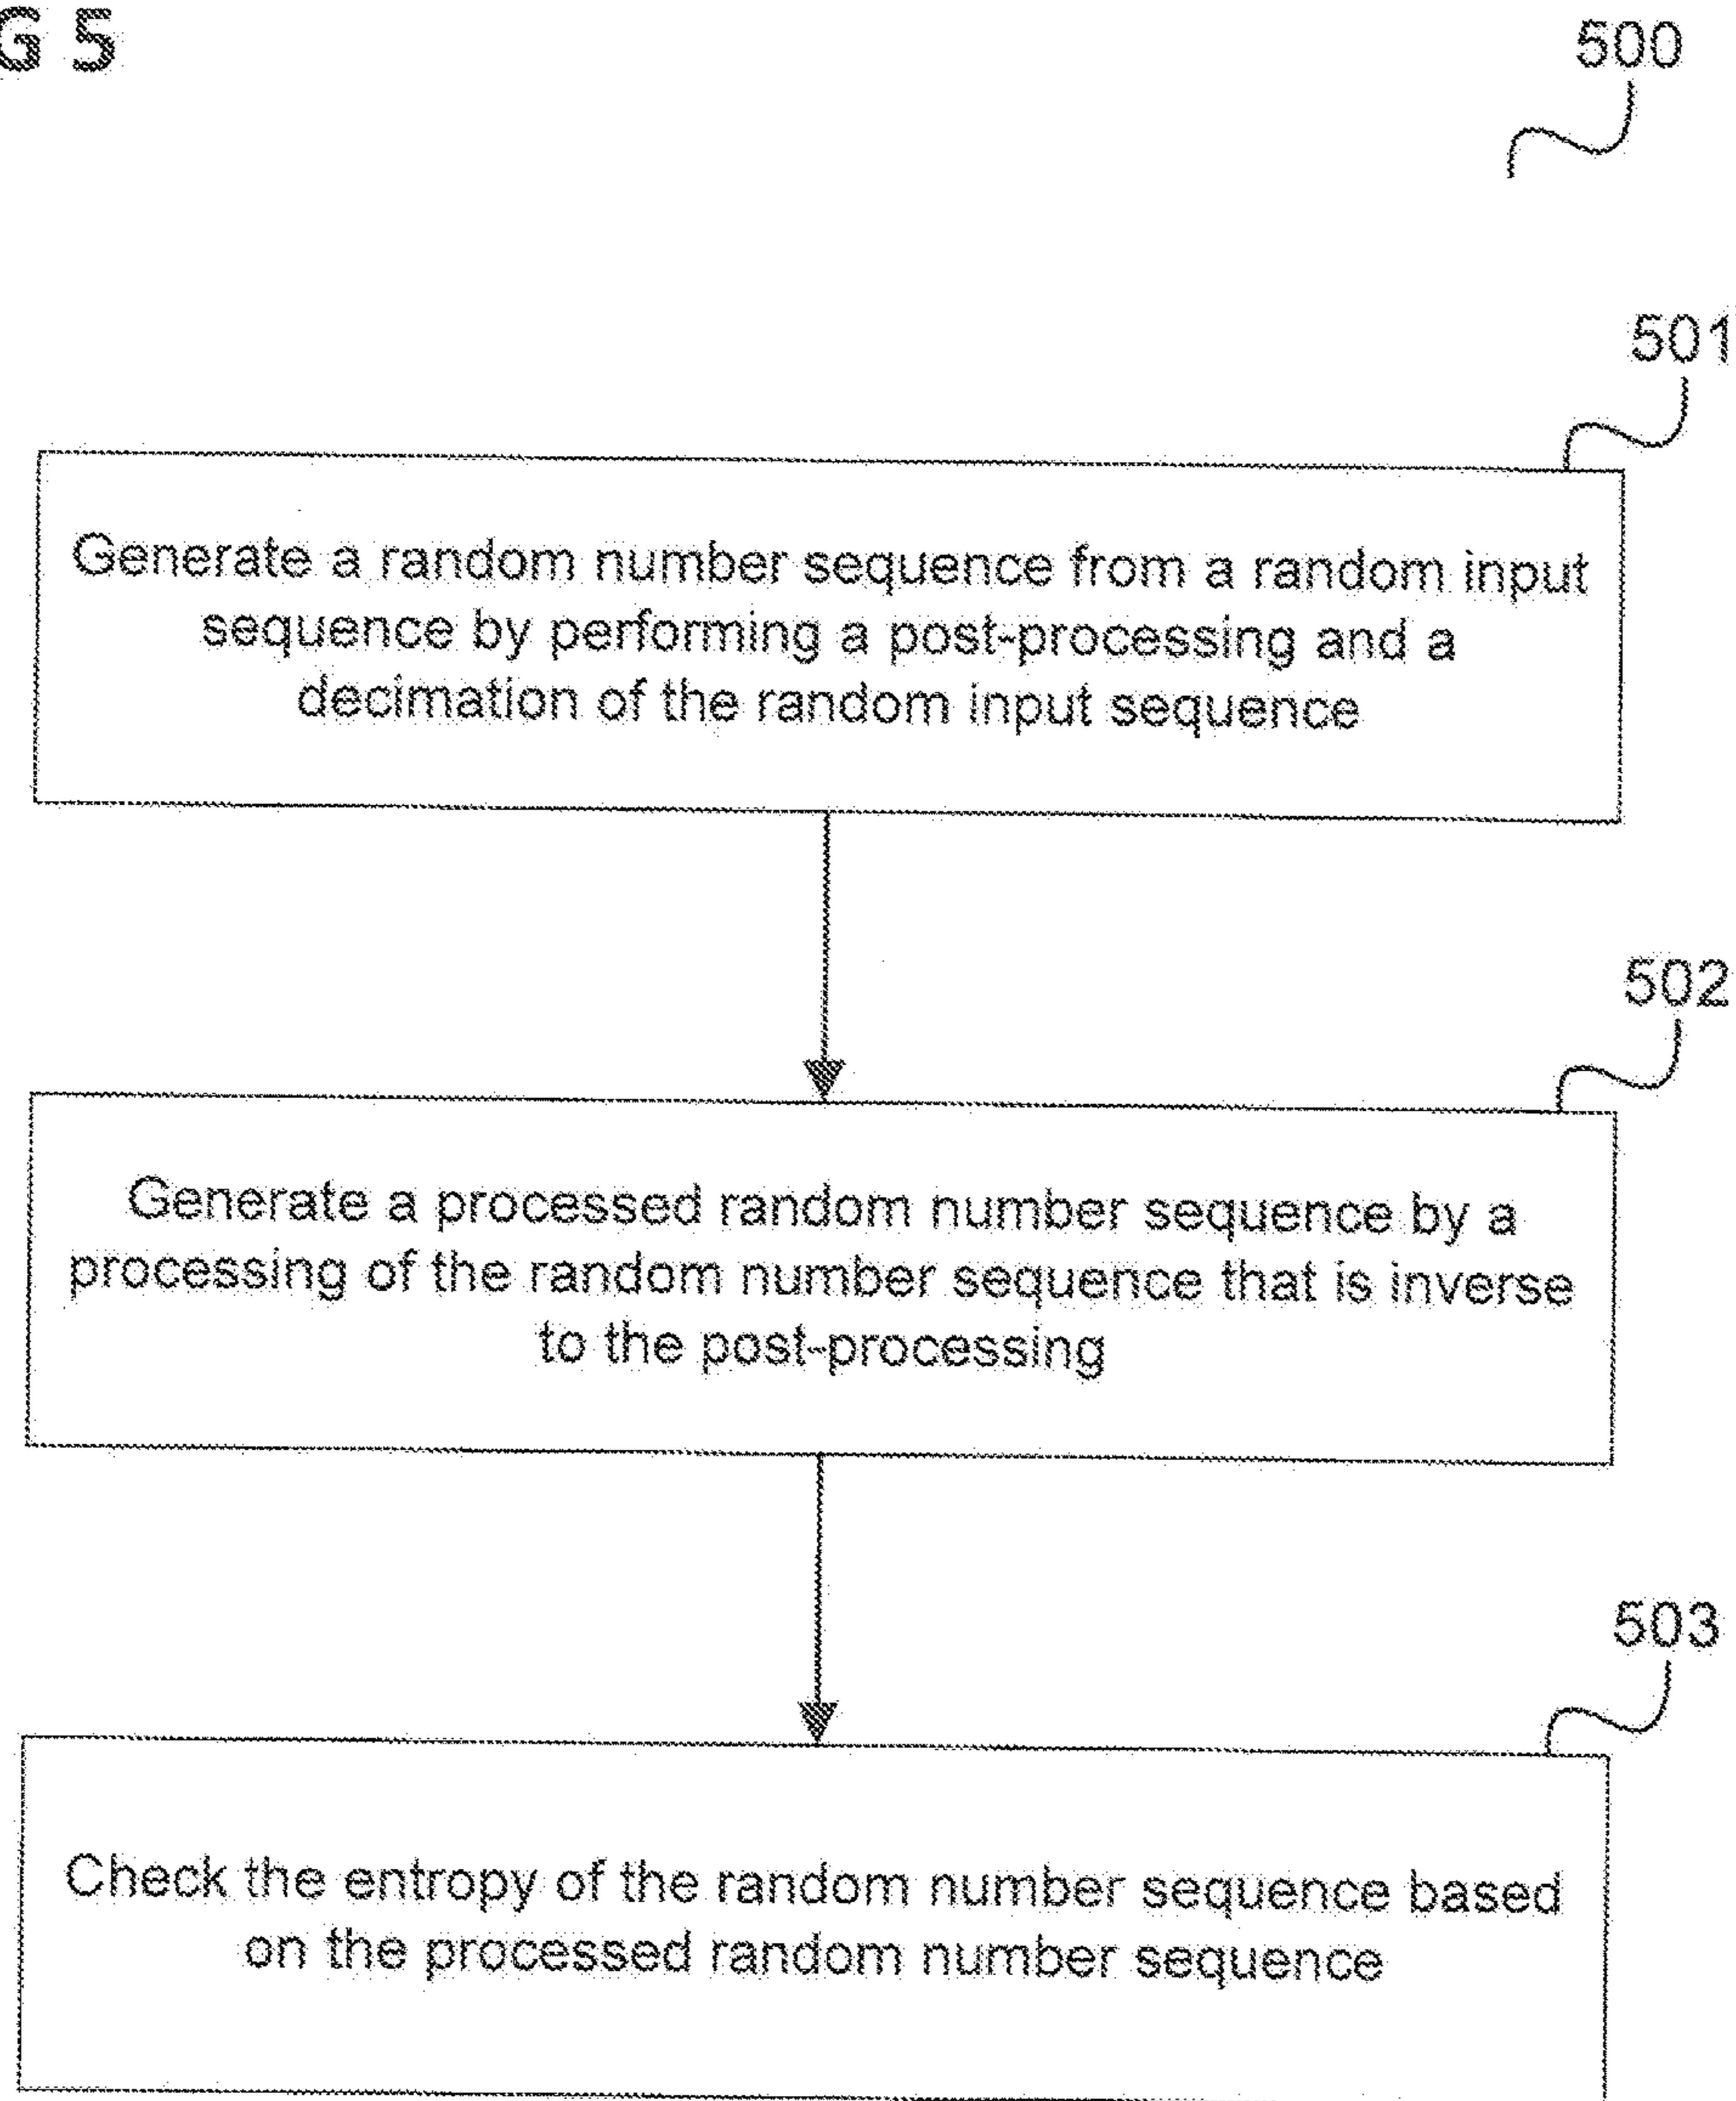 G 5
500
501
Generate a random number sequence from a random input
sequence by performing a post-processing and a
decimation of the random input sequence
502
Generate a processed random number sequence by a
processing of the random number sequence that is inverse
to the post-processing
503
Check the entropy of the random number sequence based
on the processed random number sequence